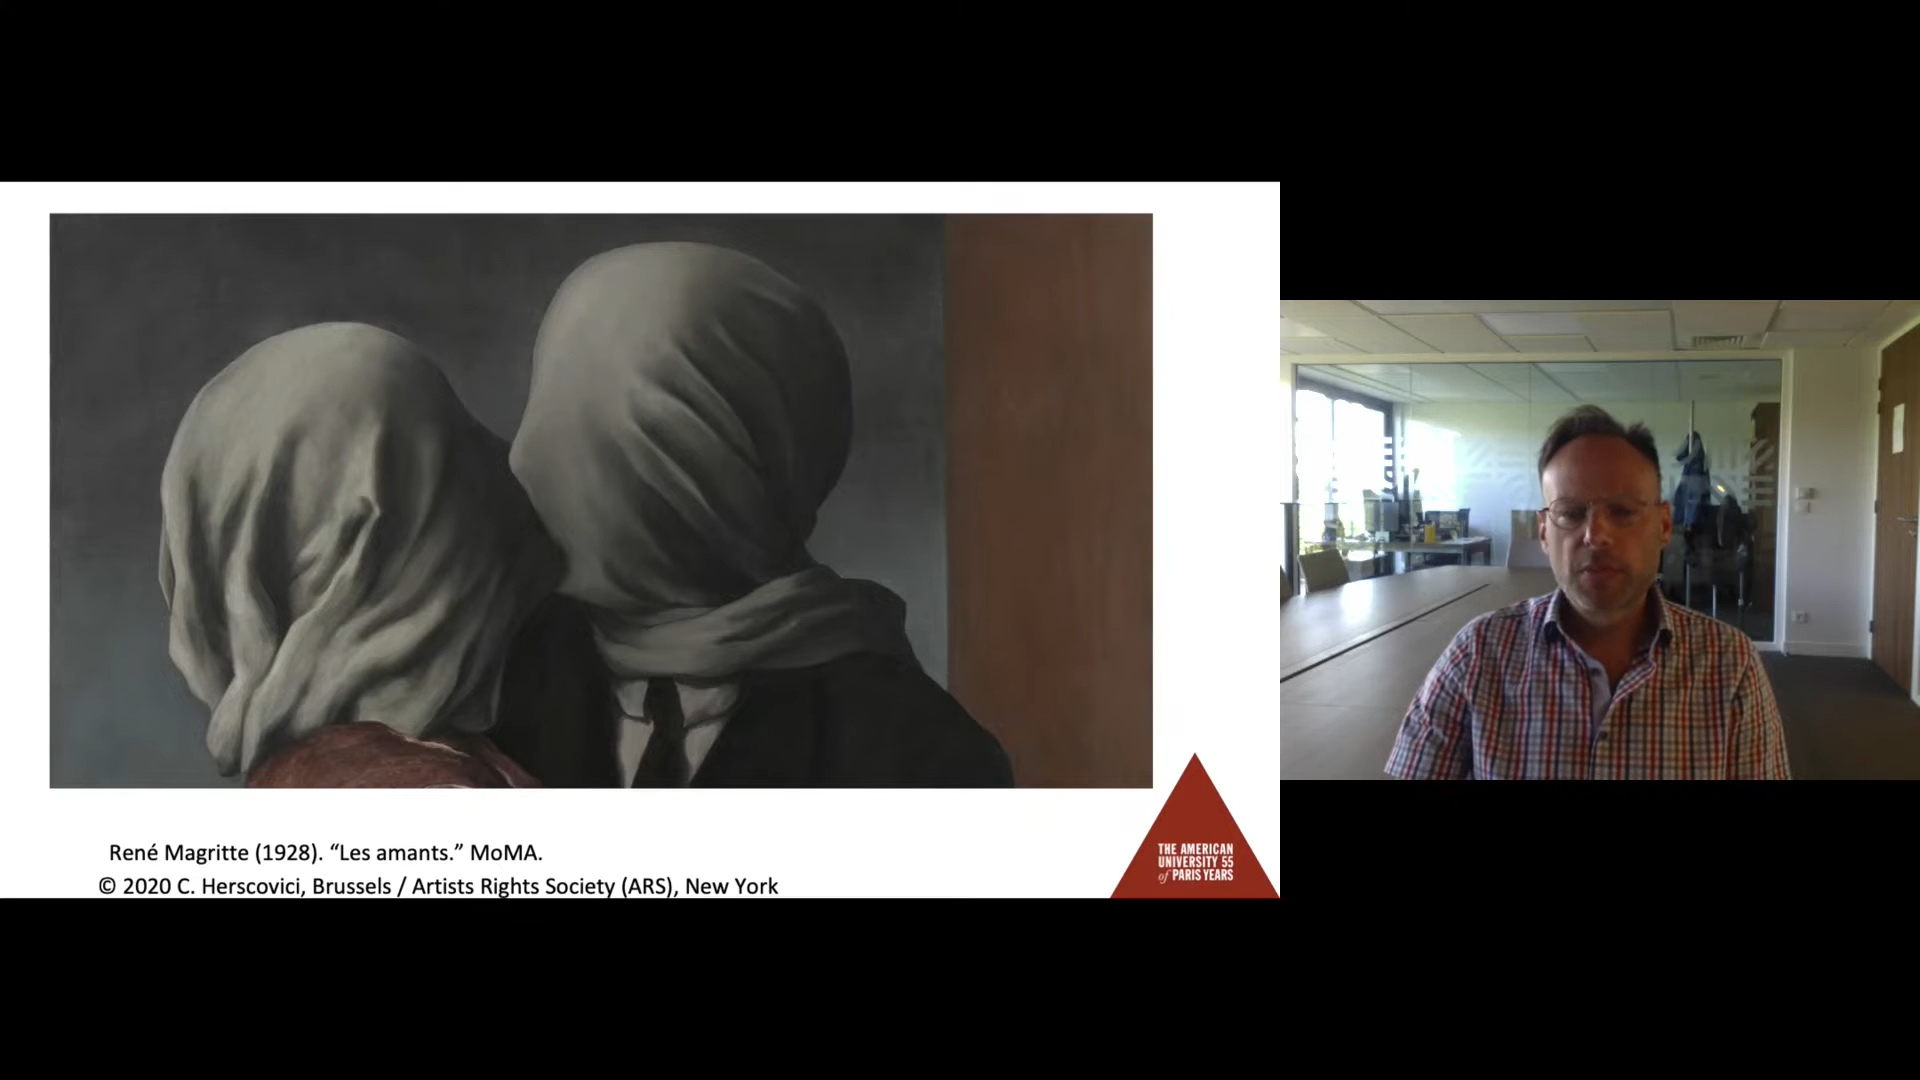 René Magritte (1928). “Les amants.” MoMA.
© 2020 C. Herscovici, Brussels / Artists Rights Society (ARS), New York
THE AMERICAN
UNIVERSITY 55
of PARIS YEARS